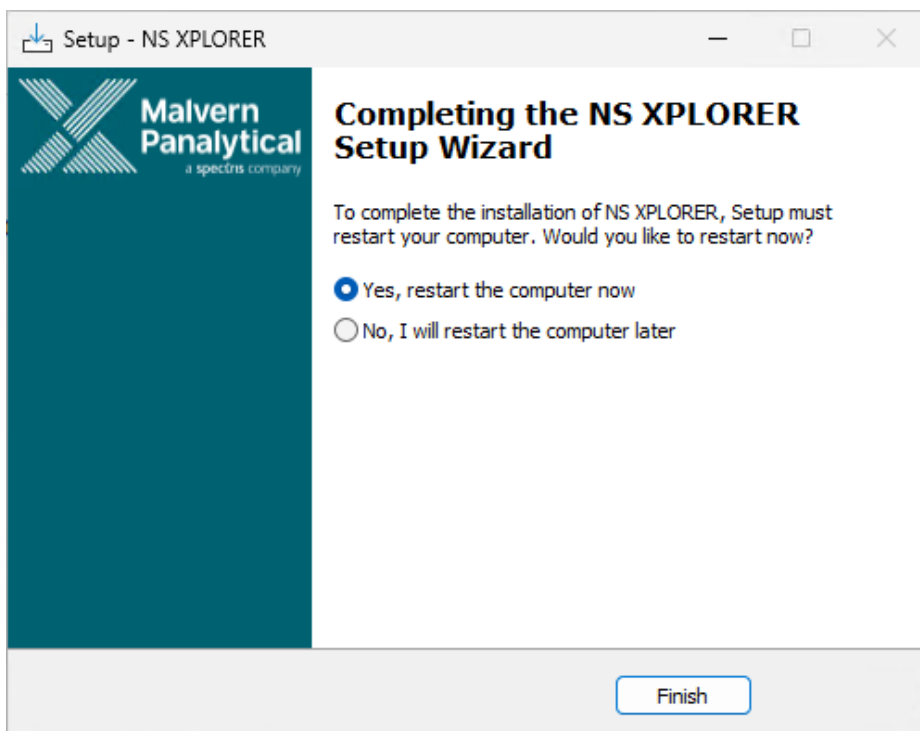 Setup - NS XPLORER
Malvern
Panalytical
a spectris company
Completing the NS XPLORER
Setup Wizard
To complete the installation of NS XPLORER, Setup must
restart your computer. Would you like to restart now?
Yes, restart the computer now
No, I will restart the computer later
Finish